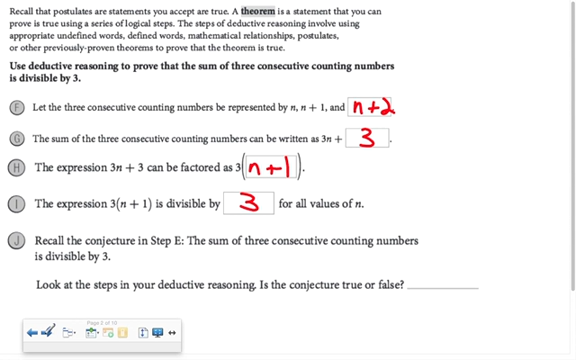 Recall that postulates are statements you accept are true. A theorem is a statement that you can
prove is true using a series of logical steps. The steps of deductive reasoning involve using
appropriate undefined words, defined words, mathematical relationships, postulates,
or other previously-proven theorems to prove that the theorem is true.
Use deductive reasoning to prove that the sum of three consecutive counting numbers
is divisible by 3.
F Let the three consecutive counting numbers be represented by n, n + 1, and n+2
G The sum of the three consecutive counting numbers can be written as 3n + 3.
H The expression 3n + 3 can be factored as 3(n+1).
I The expression 3(n + 1) is divisible by 3 for all values of n.
J Recall the conjecture in Step E: The sum of three consecutive counting numbers
is divisible by 3.
Look at the steps in your deductive reasoning. Is the conjecture true or false?
Page 2 of 10